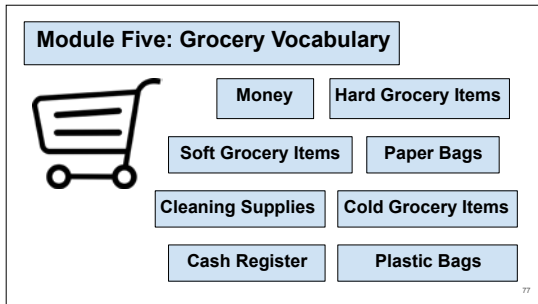 Module Five: Grocery Vocabulary
Money
Hard Grocery Items
Soft Grocery Items
Paper Bags
Cleaning Supplies
Cold Grocery Items
Cash Register
Plastic Bags
77